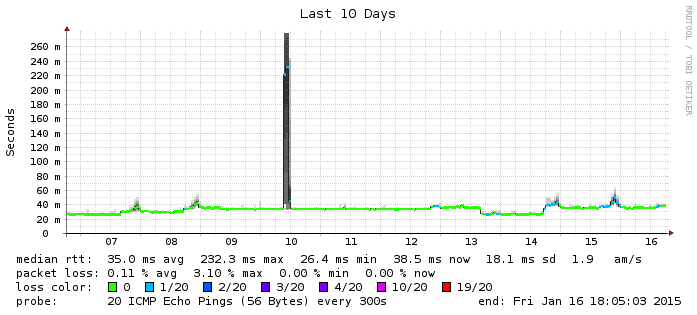 Last 10 Days
RRDTOOL / TOBI OETIKER
Seconds
260 m
240 m
220 m
200 m
180 m
160 m
140 m
120 m
100 m
80 m
60 m
40 m
20 m
0
07 08 09 10 11 12 13 14 15 16
median rtt: 35.0 ms avg 232.3 ms max 26.4 ms min 38.5 ms now 18.1 ms sd 1.9 am/s
packet loss: 0.11 % avg 3.10 % max 0.00 % min 0.00 % now
loss color: 0 1/20 2/20 3/20 4/20 10/20 19/20
probe: 20 ICMP Echo Pings (56 Bytes) every 300s end: Fri Jan 16 18:05:03 2015